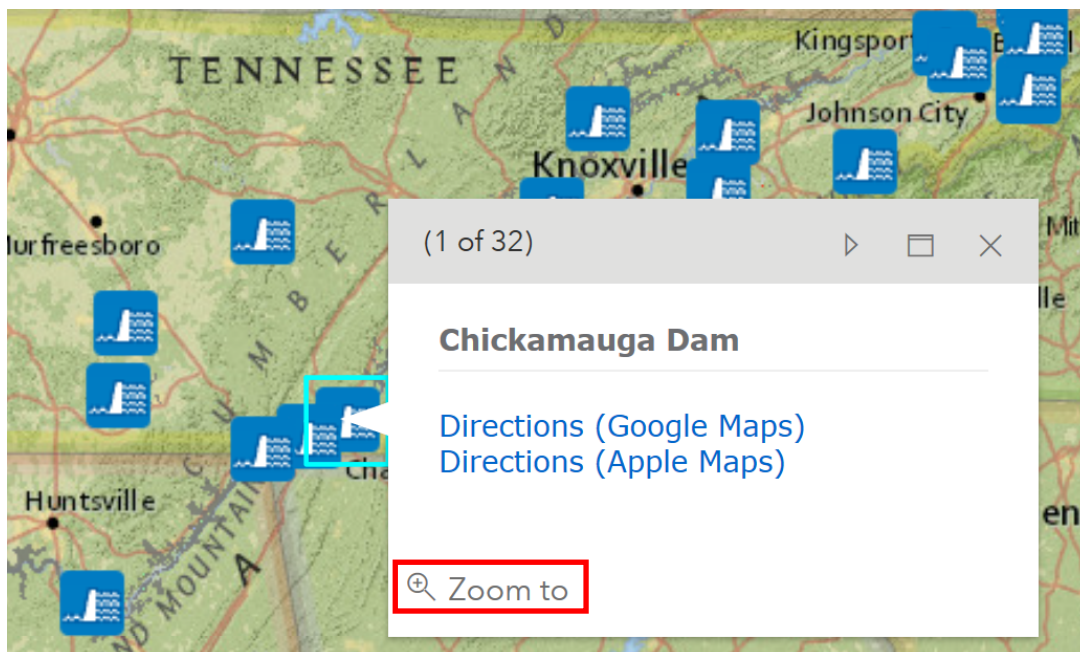 Kingsport
TENNESSEE
Johnson City
Knoxville
Murfreesboro
(1 of 32)
Chickamauga Dam
Directions (Google Maps)
Directions (Apple Maps)
Huntsville
Zoom to